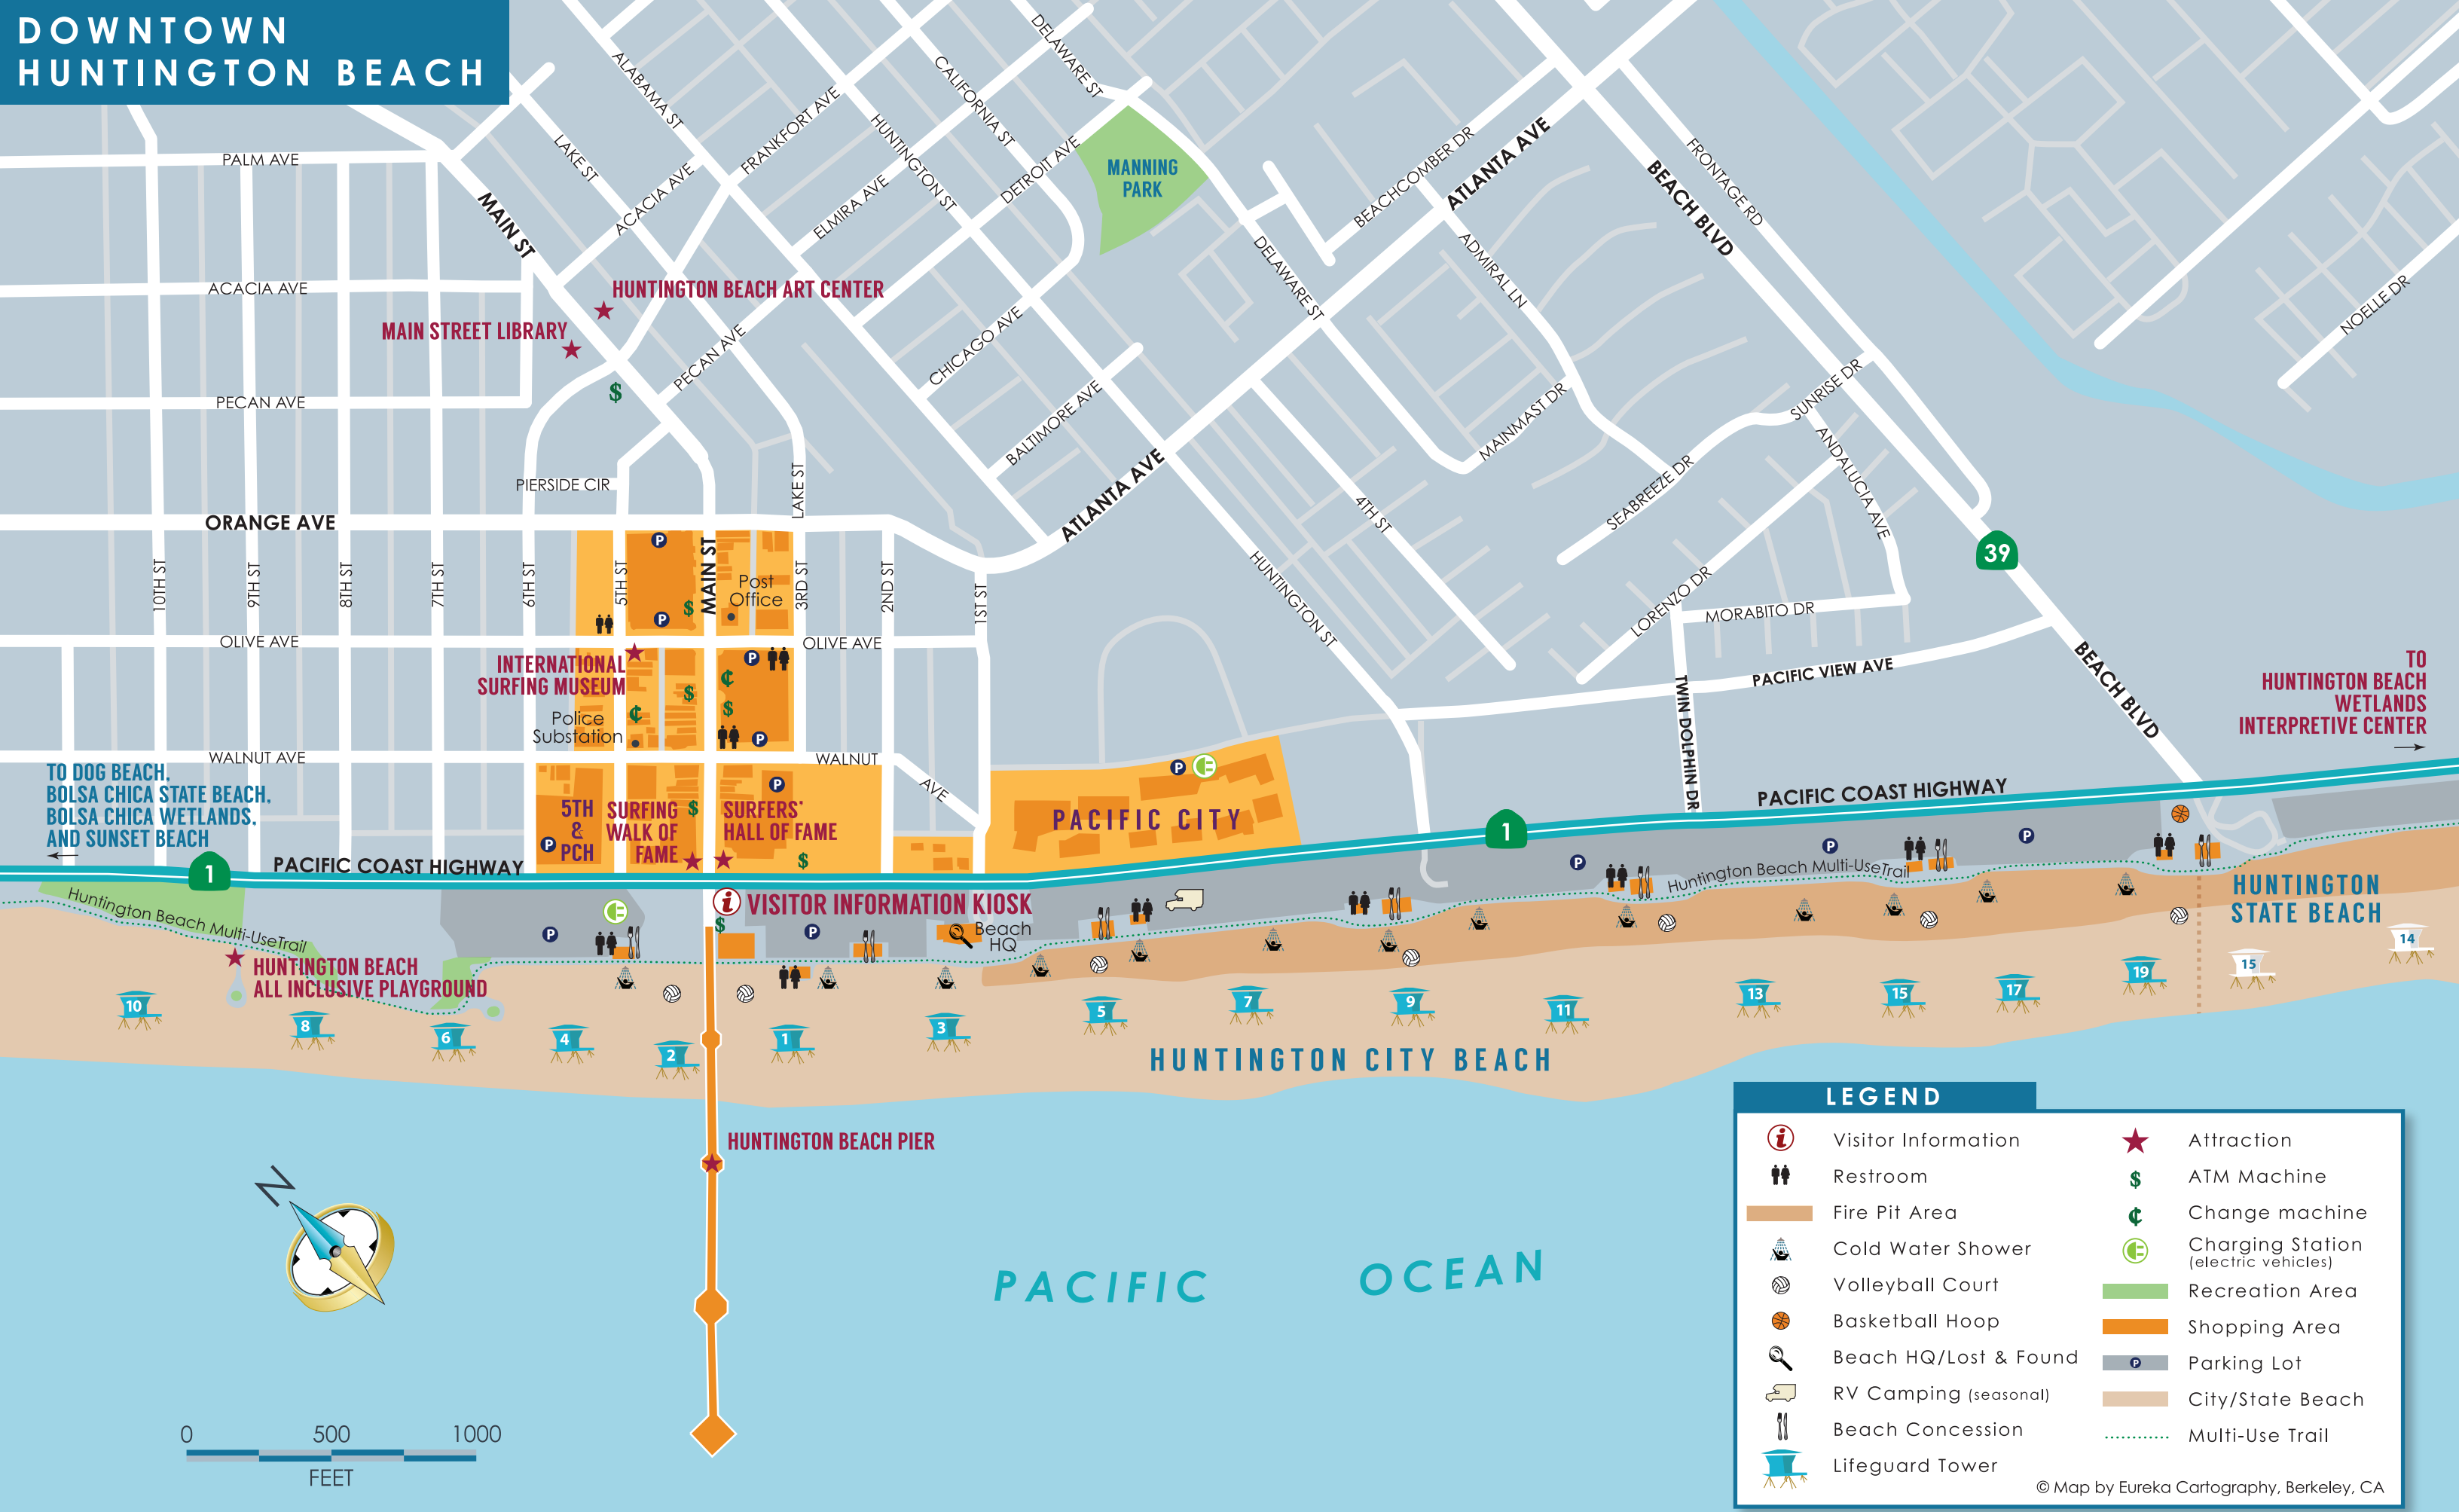 DOWNTOWN
HUNTINGTON BEACH
PALM AVE
ACACIA AVE
PECAN AVE
ORANGE AVE
OLIVE AVE
WALNUT AVE
MAIN ST
LAKE ST
ALABAMA ST
ACACIA AVE
FRANKFORT AVE
HUNTINGTON ST
CALIFORNIA ST
DELAWARE ST
ELMIRA AVE
DETROIT AVE
MANNING
PARK
PECAN AVE
CHICAGO AVE
BALTIMORE AVE
DELAWARE ST
BEACHCOMBER DR
ATLANTA AVE
ATLANTA AVE
ADMIRAL LN
MAINMAST DR
BEACH BLVD
FRONTAGE RD
SUNRISE DR
SEABREEZE DR
ANDALUCIA AVE
NOELLE DR
LORENZO DR
MORABITO DR
PACIFIC VIEW AVE
TWIN DOLPHIN DR
4TH ST
HUNTINGTON ST
39
BEACH BLVD
HUNTINGTON BEACH ART CENTER
MAIN STREET LIBRARY
$
PIERSIDE CIR
LAKE ST
10TH ST
9TH ST
8TH ST
7TH ST
6TH ST
5TH ST
MAIN ST
3RD ST
2ND ST
1ST ST
P
P
$
Post
Office
OLIVE AVE
INTERNATIONAL
SURFING MUSEUM
Police
Substation
¢
$
P
¢
$
P
WALNUT
AVE
5TH
&
PCH
P
SURFING
WALK OF
FAME
$
P
SURFERS'
HALL OF FAME
$
P
PACIFIC CITY
TO
HUNTINGTON BEACH
WETLANDS
INTERPRETIVE CENTER
TO DOG BEACH,
BOLSA CHICA STATE BEACH,
BOLSA CHICA WETLANDS,
AND SUNSET BEACH
1
PACIFIC COAST HIGHWAY
1
PACIFIC COAST HIGHWAY
Huntington Beach Multi-UseTrail
HUNTINGTON BEACH
ALL INCLUSIVE PLAYGROUND
P
i
VISITOR INFORMATION KIOSK
$
P
Beach
HQ
P
P
P
Huntington Beach Multi-UseTrail
HUNTINGTON
STATE BEACH
10
8
6
4
2
1
3
5
7
9
11
13
15
17
19
15
14
HUNTINGTON CITY BEACH
HUNTINGTON BEACH PIER
N
PACIFIC OCEAN
0 500 1000
FEET
LEGEND
i Visitor Information
Restroom
Fire Pit Area
Cold Water Shower
Volleyball Court
Basketball Hoop
Beach HQ/Lost & Found
RV Camping (seasonal)
Beach Concession
Lifeguard Tower
Attraction
$ ATM Machine
¢ Change machine
Charging Station
(electric vehicles)
Recreation Area
Shopping Area
P Parking Lot
City/State Beach
Multi-Use Trail
© Map by Eureka Cartography, Berkeley, CA